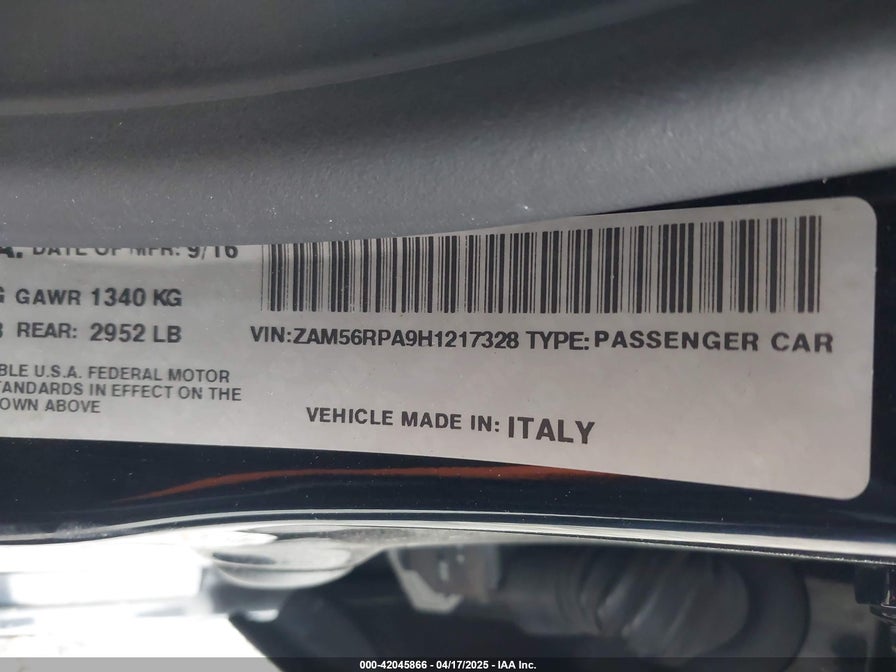 A. DATE OF MFR: 9/16
G GAWR 1340 KG
B REAR: 2952 LB
VIN:ZAM56RPA9H1217328 TYPE: PASSENGER CAR
BLE U.S.A. FEDERAL MOTOR
TANDARDS IN EFFECT ON THE
OWN ABOVE
VEHICLE MADE IN: ITALY
000-42045866 - 04/17/2025 - IAA Inc.